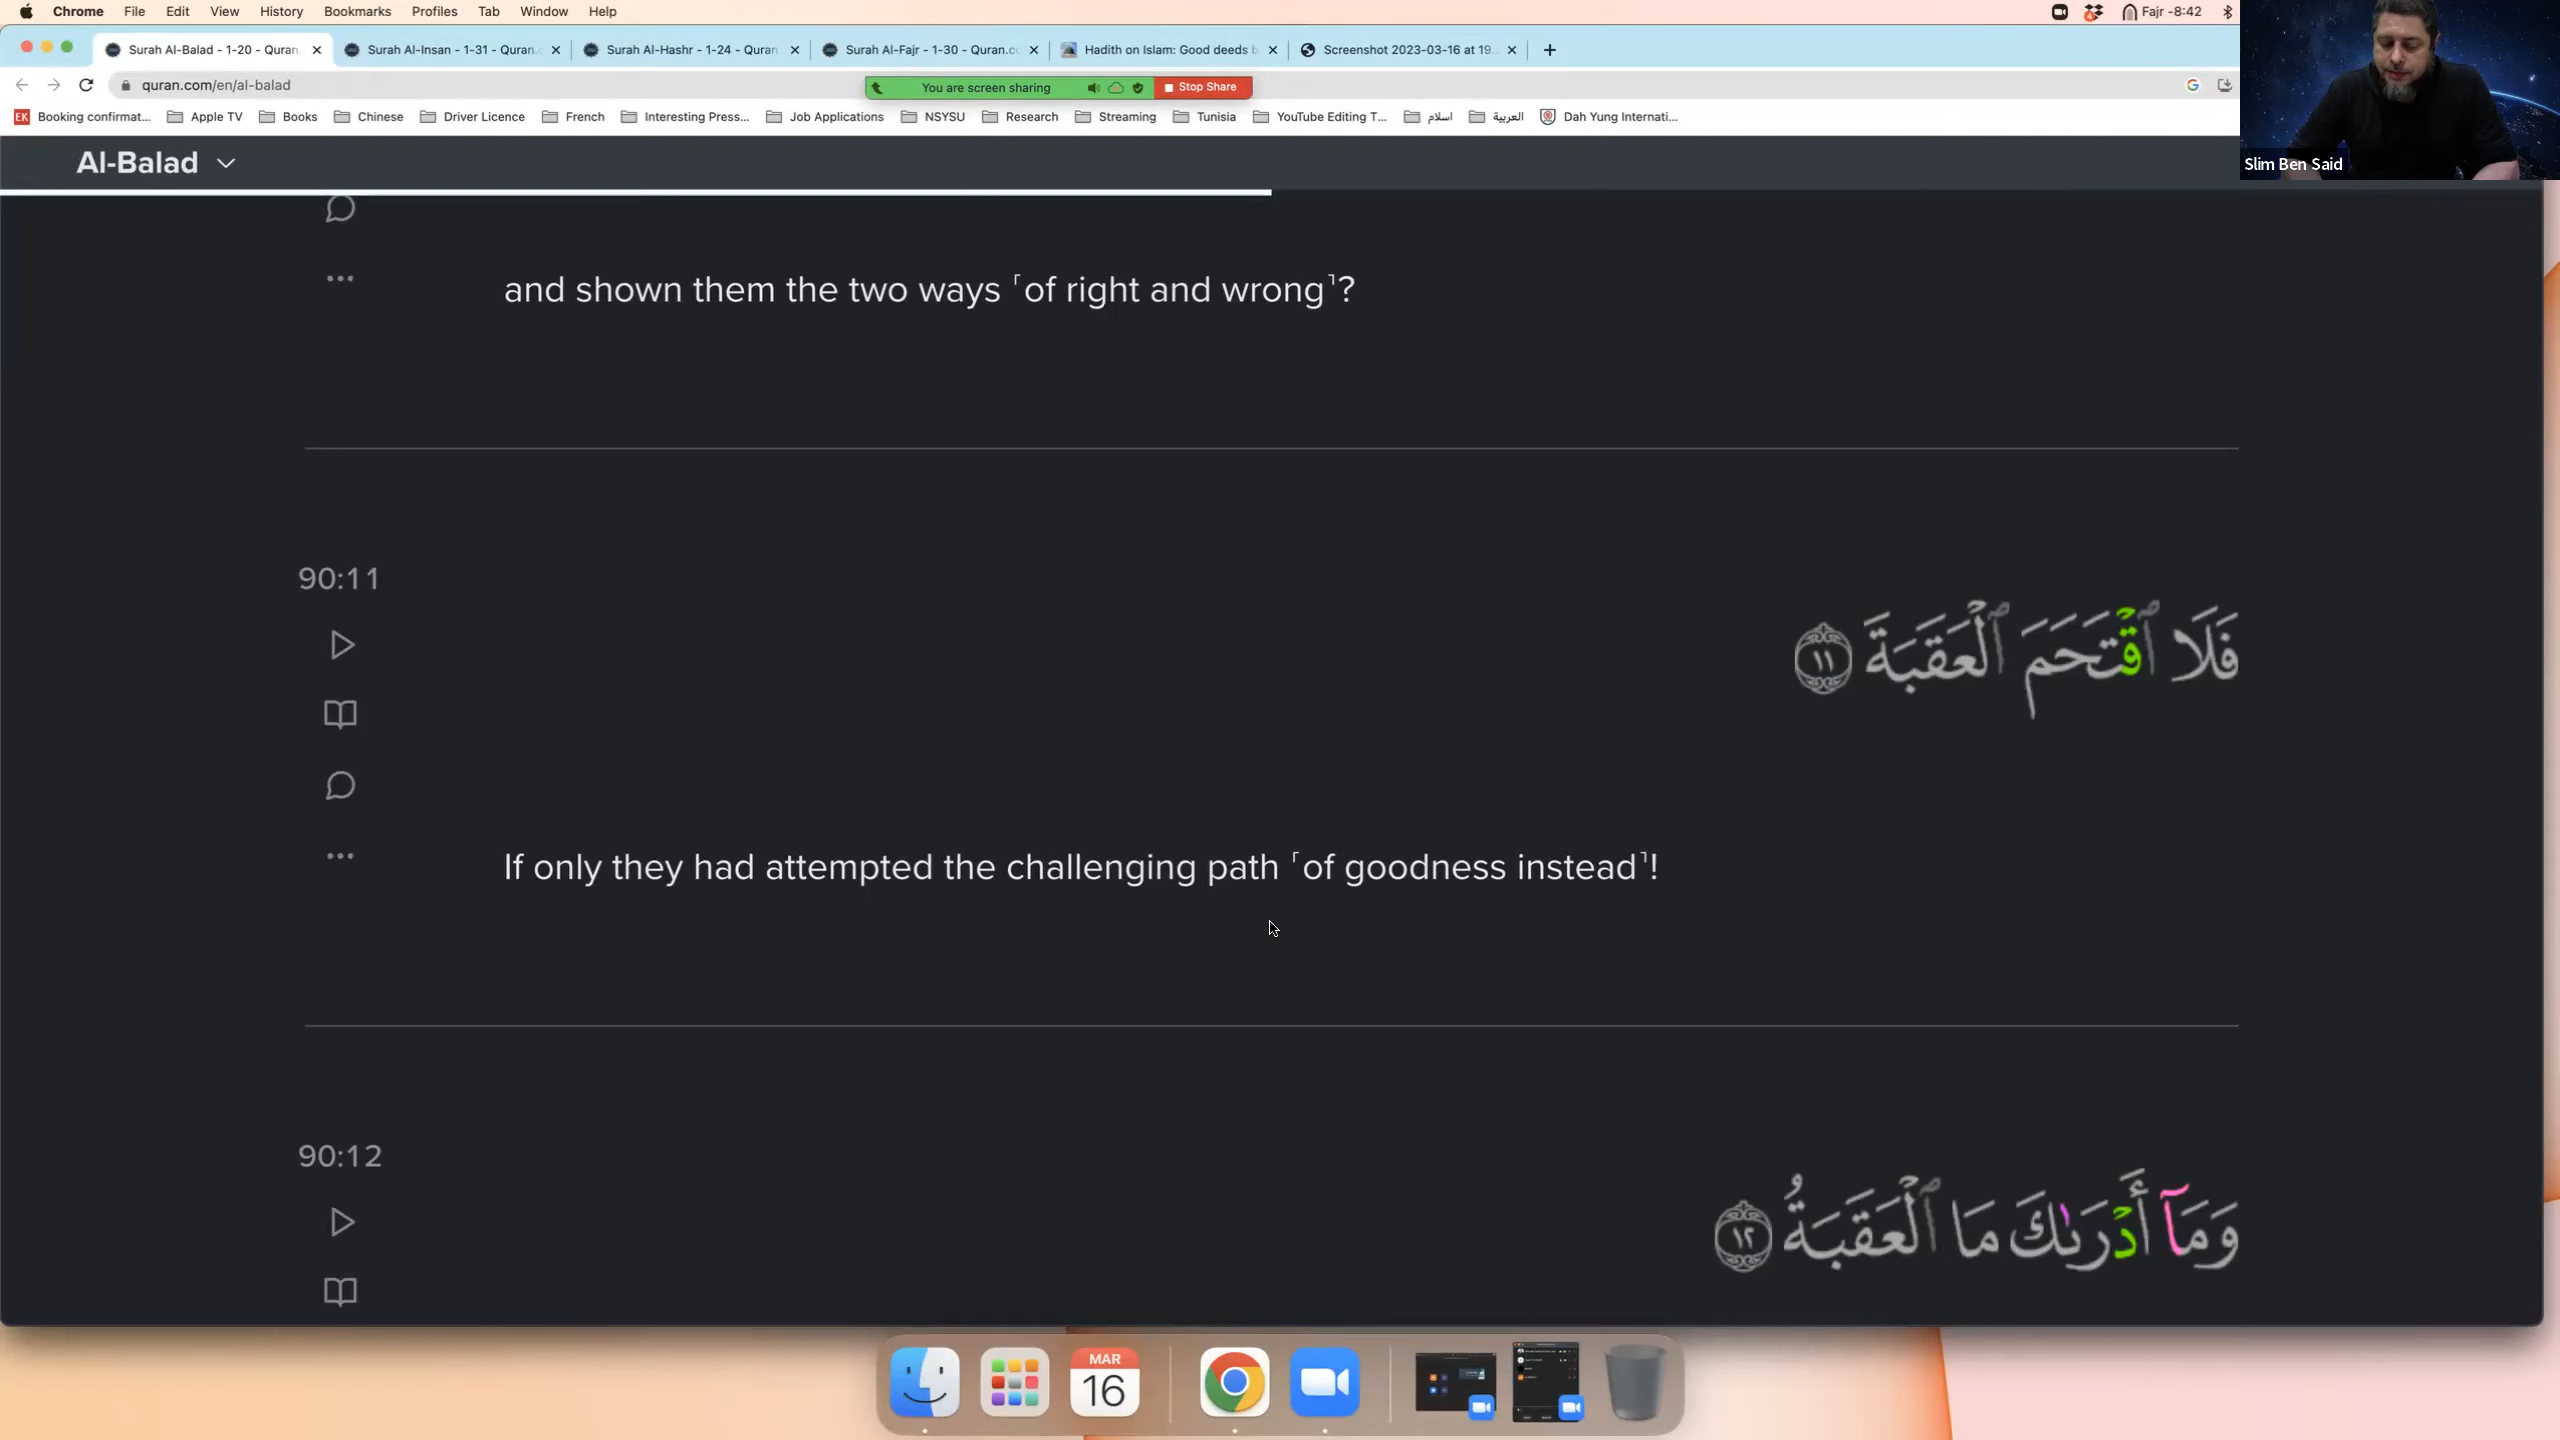 Chrome File Edit View History Bookmarks Profiles Tab Window Help Fajr -8:42
Surah Al-Balad - 1-20 - Quran. Surah Al-Insan - 1-31 - Quran. Surah Al-Hashr - 1-24 - Quran Surah Al-Fajr - 1-30 - Quran.c Hadith on Islam: Good deeds Screenshot 2023-03-16 at 19.
quran.com/en/al-balad
You are screen sharing Stop Share
EK Booking confirmat... Apple TV Books Chinese Driver Licence French Interesting Press... Job Applications NSYSU Research Streaming Tunisia YouTube Editing T... اسلام العربية Dah Yung Internati...
Slim Ben Said
Al-Balad
and shown them the two ways ˹of right and wrong˺?
90:11
فَلَا ٱقْتَحَمَ ٱلْعَقَبَةَ ١١
If only they had attempted the challenging path ˹of goodness instead˺!
90:12
وَمَآ أَدْرَىٰكَ مَا ٱلْعَقَبَةُ ١٢
MAR
16